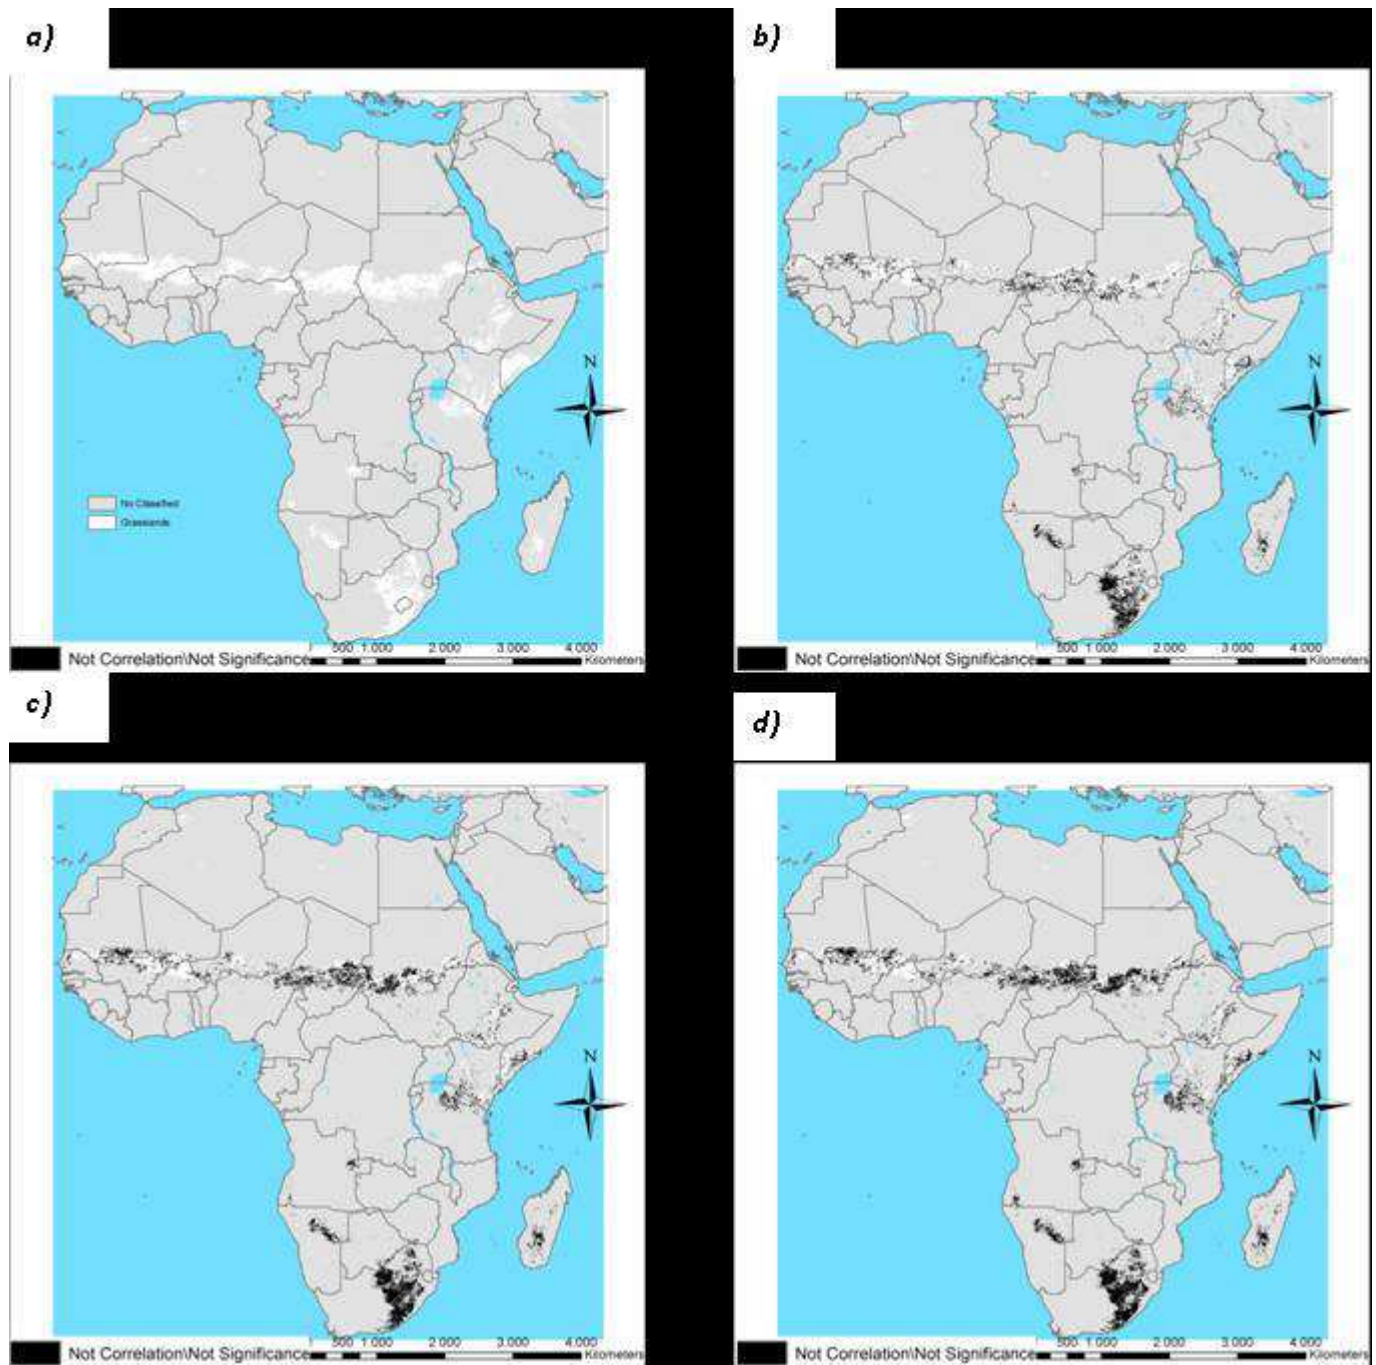 a)
b)
N
N
No Classified
Grasslands
500 1 000 2 000 3 000 4 000
Not Correlation\Not Significance
Kilometers
500 1 000 2 000 3 000 4 000
Not Correlation\Not Significance
Kilometers
c)
d)
N
N
500 1 000 2 000 3 000 4 000
Not Correlation\Not Significance
Kilometers
500 1 000 2 000 3 000 4 000
Not Correlation\Not Significance
Kilometers